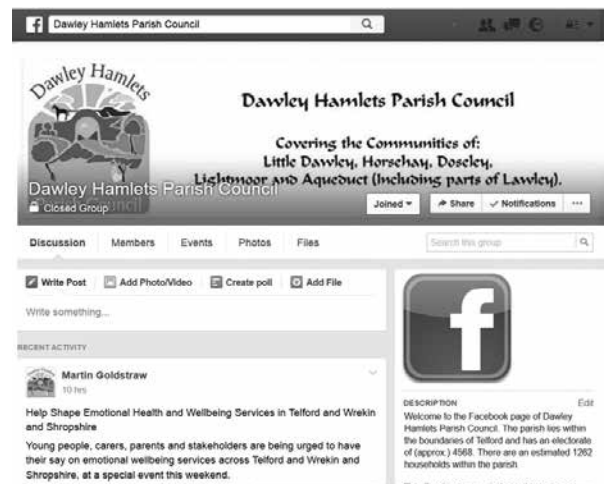 Dawley Hamlets Parish Council
Dawley Hamlets
Dawley Hamlets Parish Council
Covering the Communities of:
Little Dawley, Horsehay, Doseley,
Lightmoor and Aqueduct (Including parts of Lawley).
Dawley Hamlets Parish Council
Closed Group
Joined
Share
Notifications
Discussion Members Events Photos Files
Search this group
Write Post Add Photo/Video Create poll Add File
Write something...
RECENT ACTIVITY
Martin Goldstraw
10 hrs
Help Shape Emotional Health and Wellbeing Services in Telford and Wrekin
and Shropshire
Young people, carers, parents and stakeholders are being urged to have
their say on emotional wellbeing services across Telford and Wrekin and
Shropshire, at a special event this weekend.
DESCRIPTION Edit
Welcome to the Facebook page of Dawley
Hamlets Parish Council. The parish lies within
the boundaries of Telford and has an electorate
of (approx.) 4568. There are an estimated 1262
households within the parish.